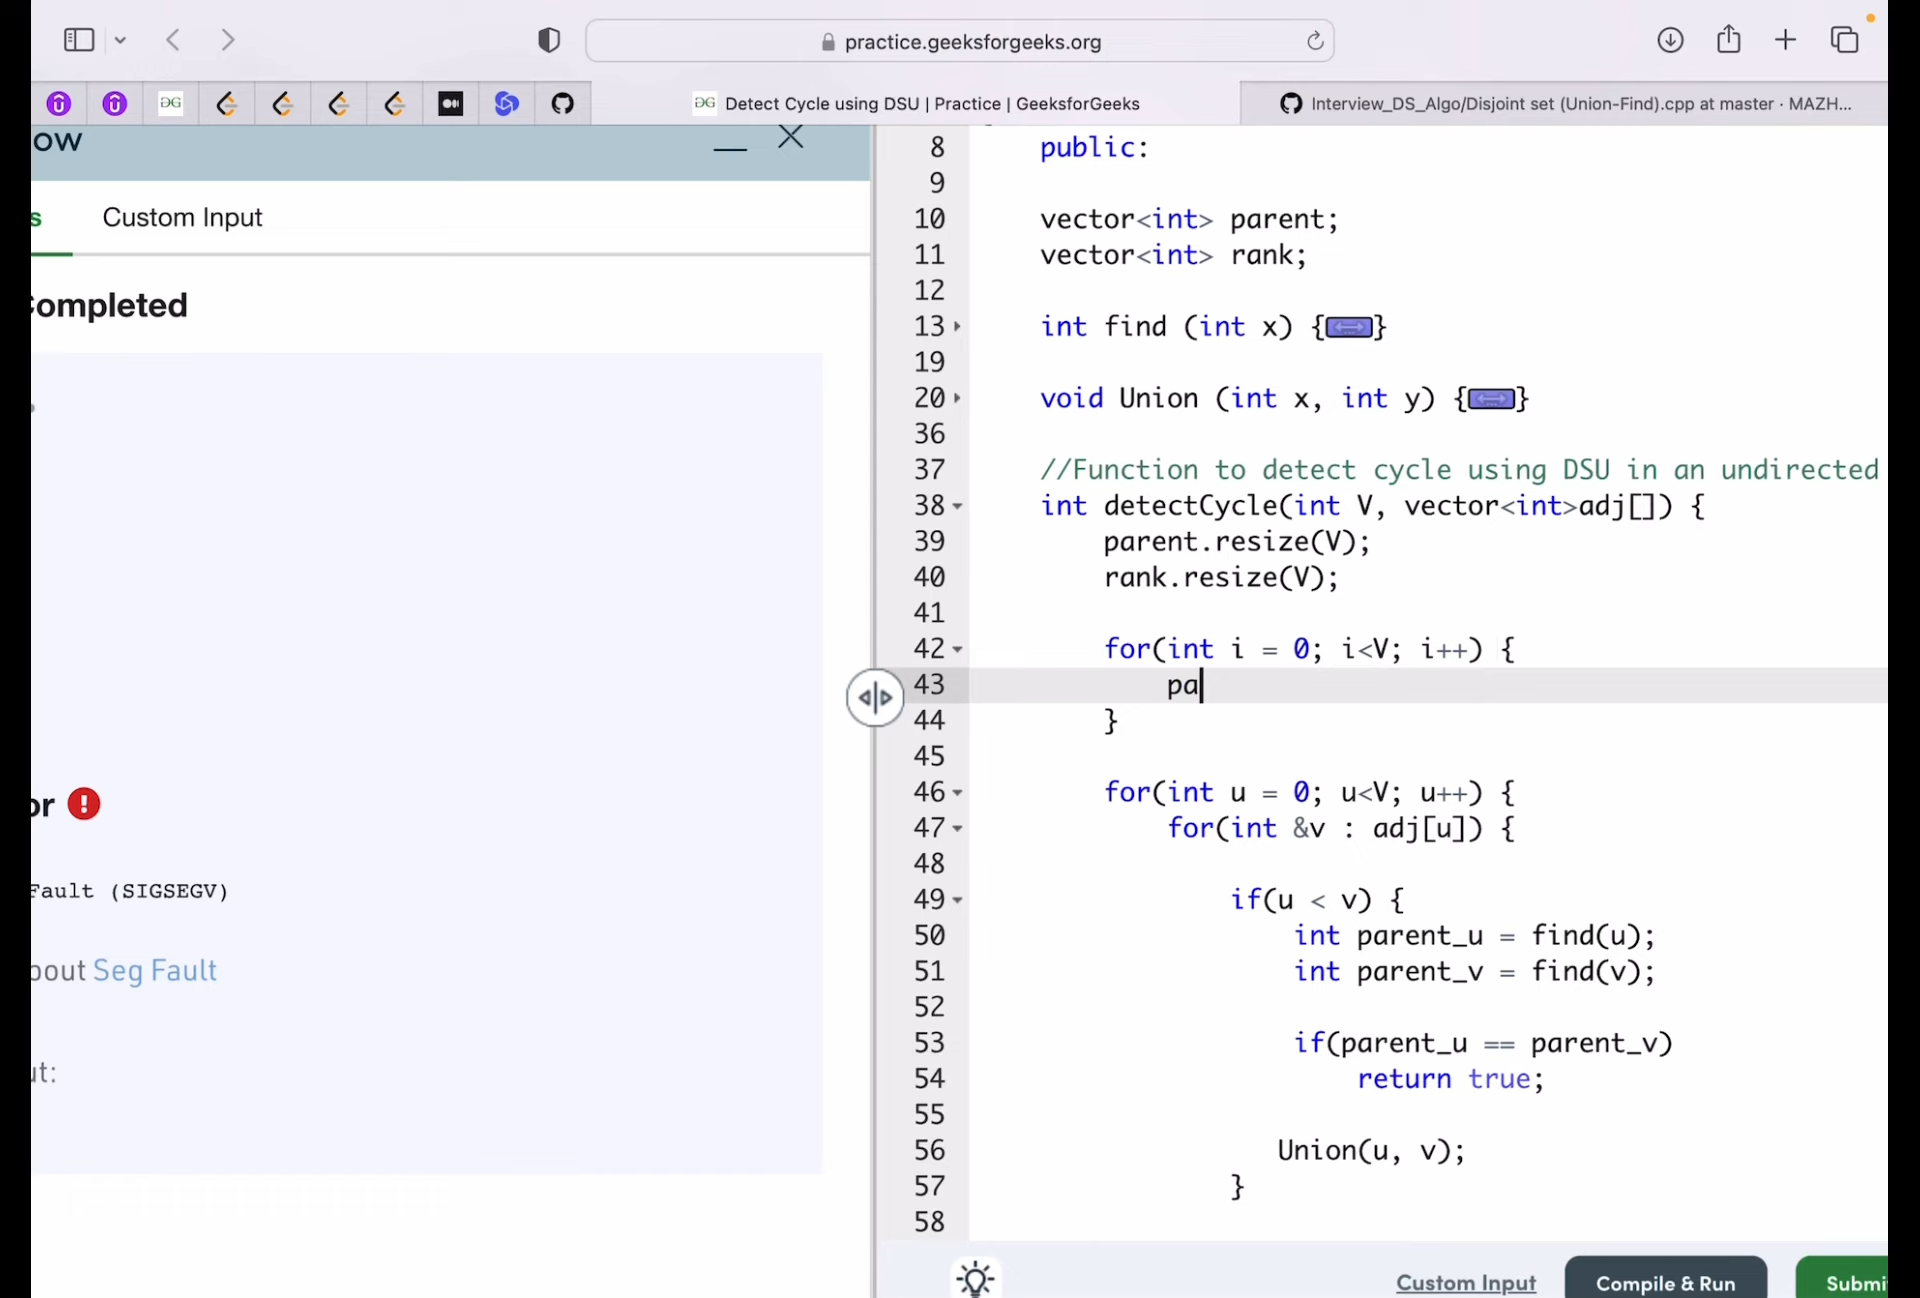 practice.geeksforgeeks.org
Detect Cycle using DSU | Practice | GeeksforGeeks
Interview_DS_Algo/Disjoint set (Union-Find).cpp at master · MAZH...
ow
s Custom Input
Completed
or
Fault (SIGSEGV)
bout Seg Fault
ut:
8 public:
9
10 vector<int> parent;
11 vector<int> rank;
12
13 int find (int x) {}
19
20 void Union (int x, int y) {}
36
37 //Function to detect cycle using DSU in an undirected
38 int detectCycle(int V, vector<int>adj[]) {
39 parent.resize(V);
40 rank.resize(V);
41
42 for(int i = 0; i<V; i++) {
43 pa
44 }
45
46 for(int u = 0; u<V; u++) {
47 for(int &v : adj[u]) {
48
49 if(u < v) {
50 int parent_u = find(u);
51 int parent_v = find(v);
52
53 if(parent_u == parent_v)
54 return true;
55
56 Union(u, v);
57 }
58
Custom Input Compile & Run Submi